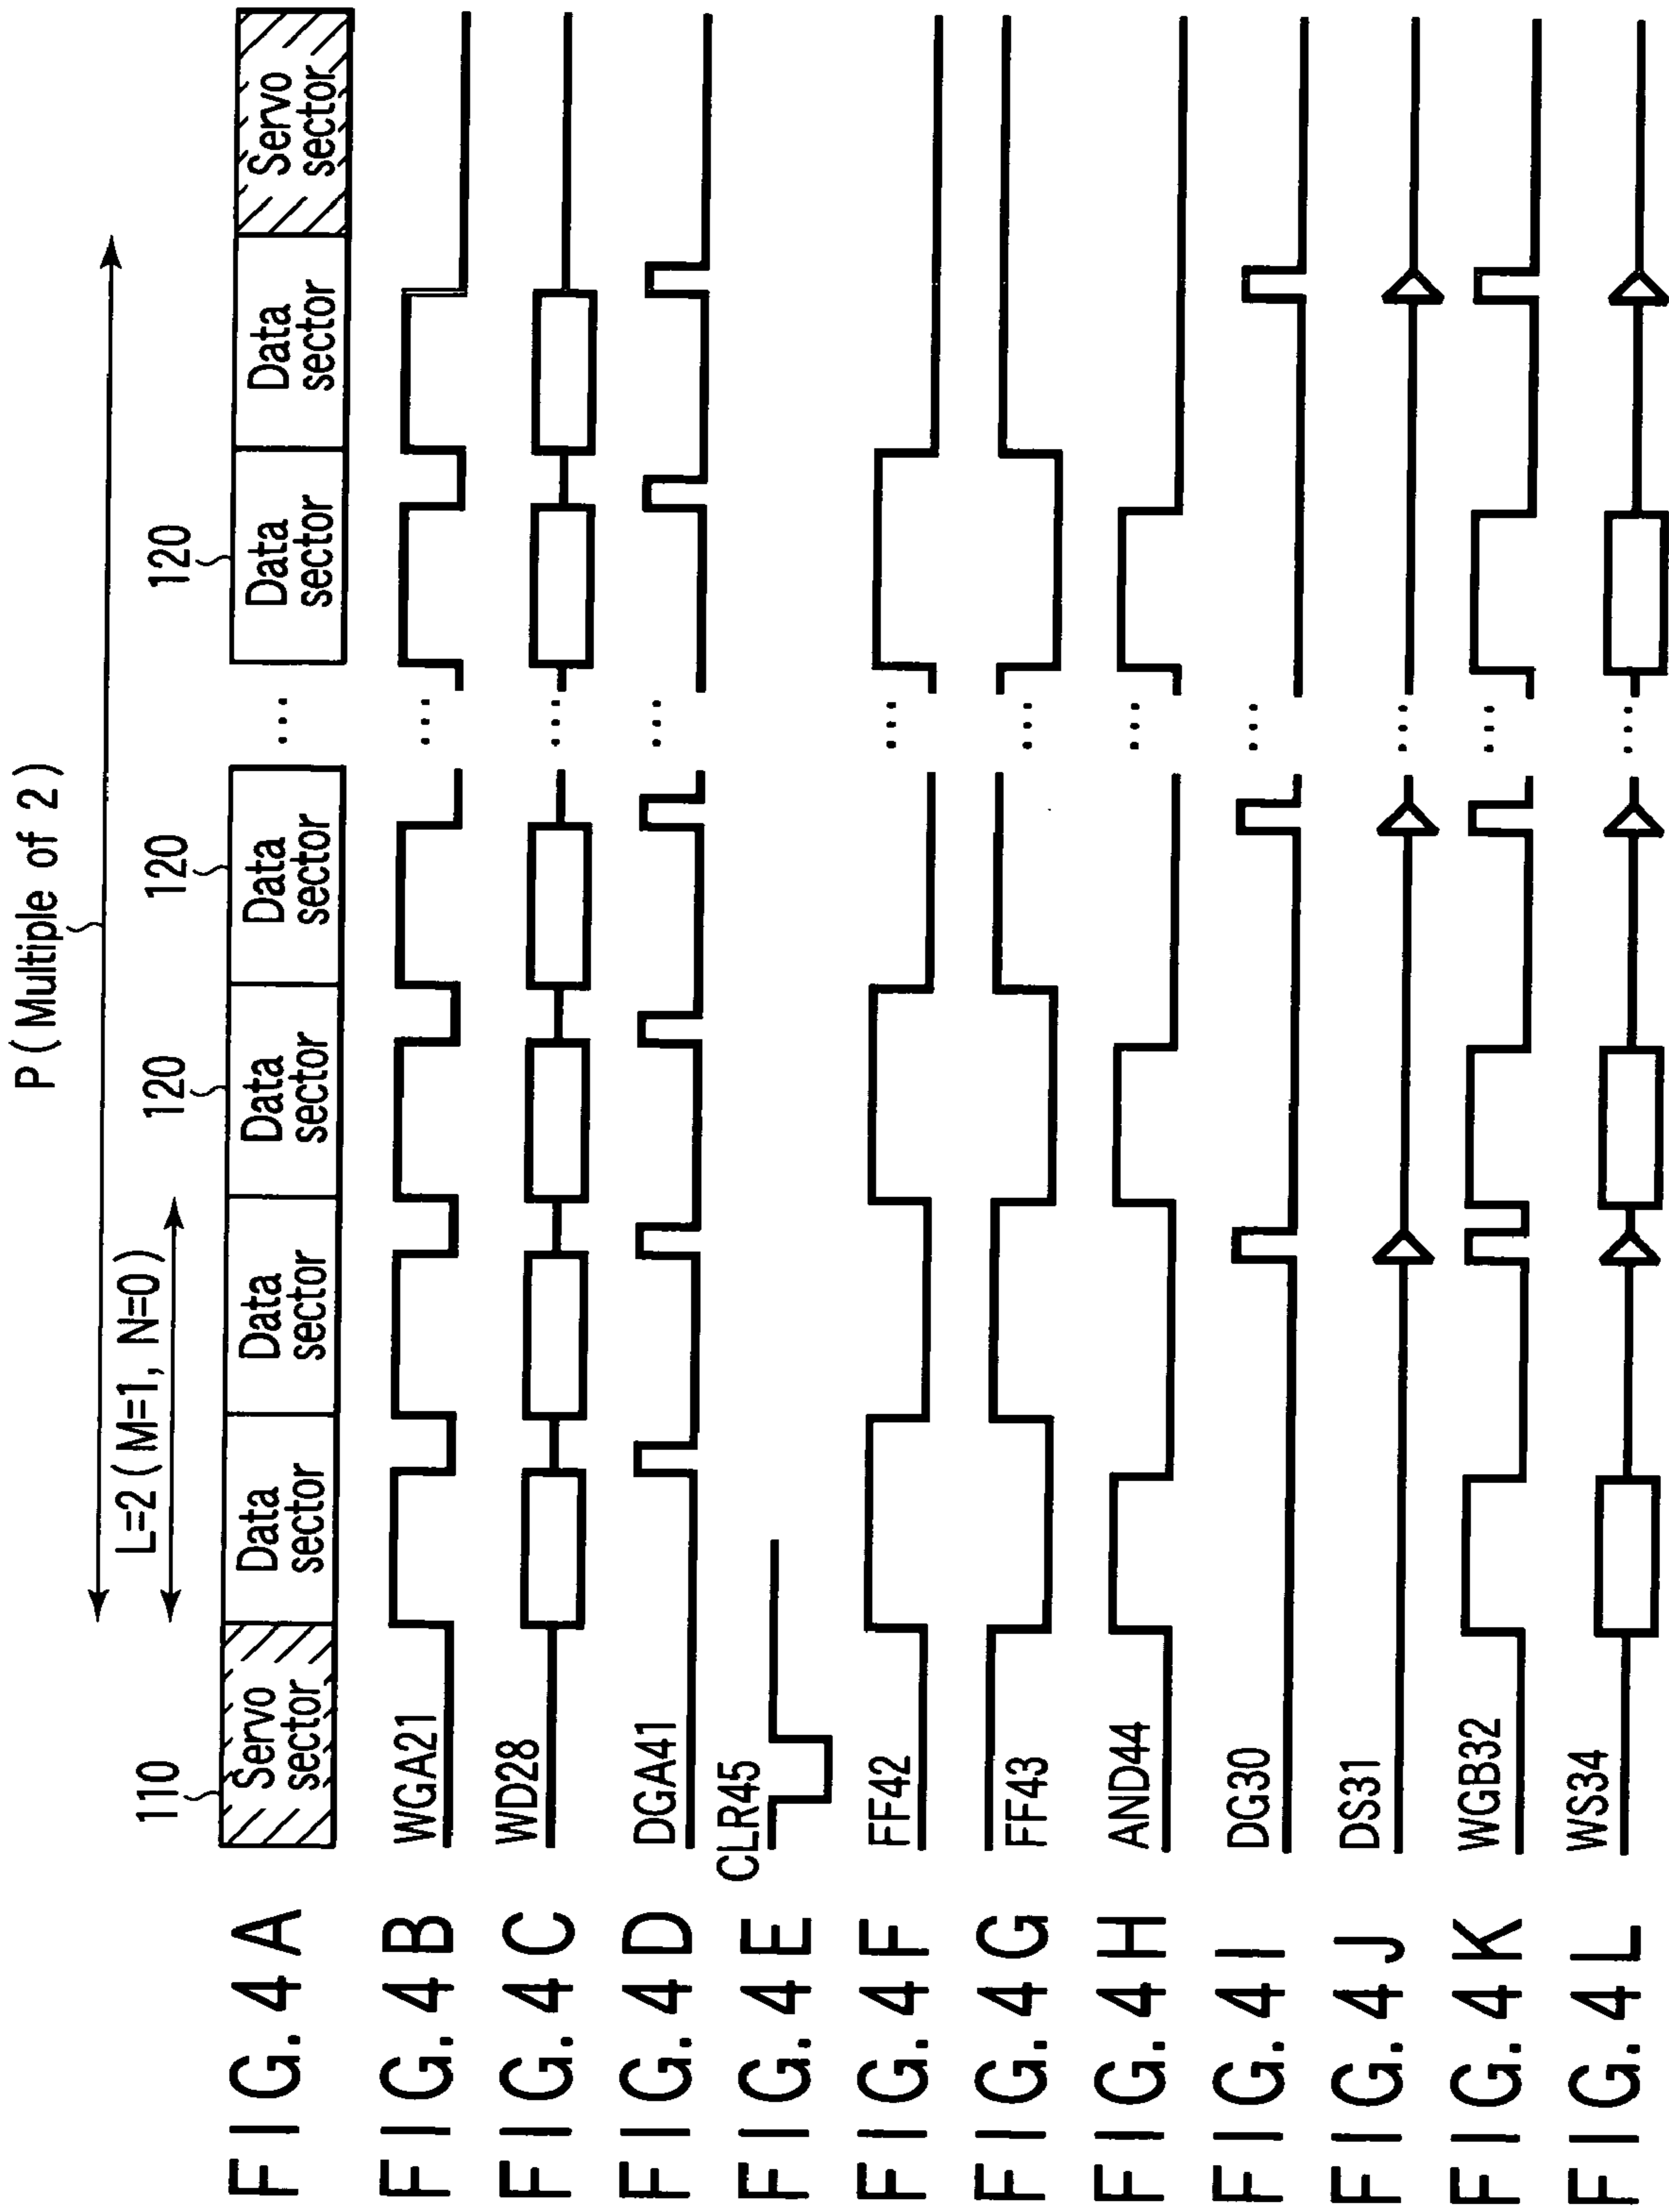 P ( Multiple of 2 )
L=2 ( M=1, N=0)
110
120
120
120
FIG. 4A
Servo sector
Data sector
Data sector
Data sector
Data sector
...
Data sector
Data sector
Servo sector
FIG. 4B
WGA21
...
FIG. 4C
WD28
...
FIG. 4D
DGA41
...
FIG. 4E
CLR45
FIG. 4F
FF42
...
FIG. 4G
FF43
...
FIG. 4H
AND44
...
FIG. 4I
DG30
...
FIG. 4J
DS31
...
FIG. 4K
WGB32
...
FIG. 4L
WS34
...